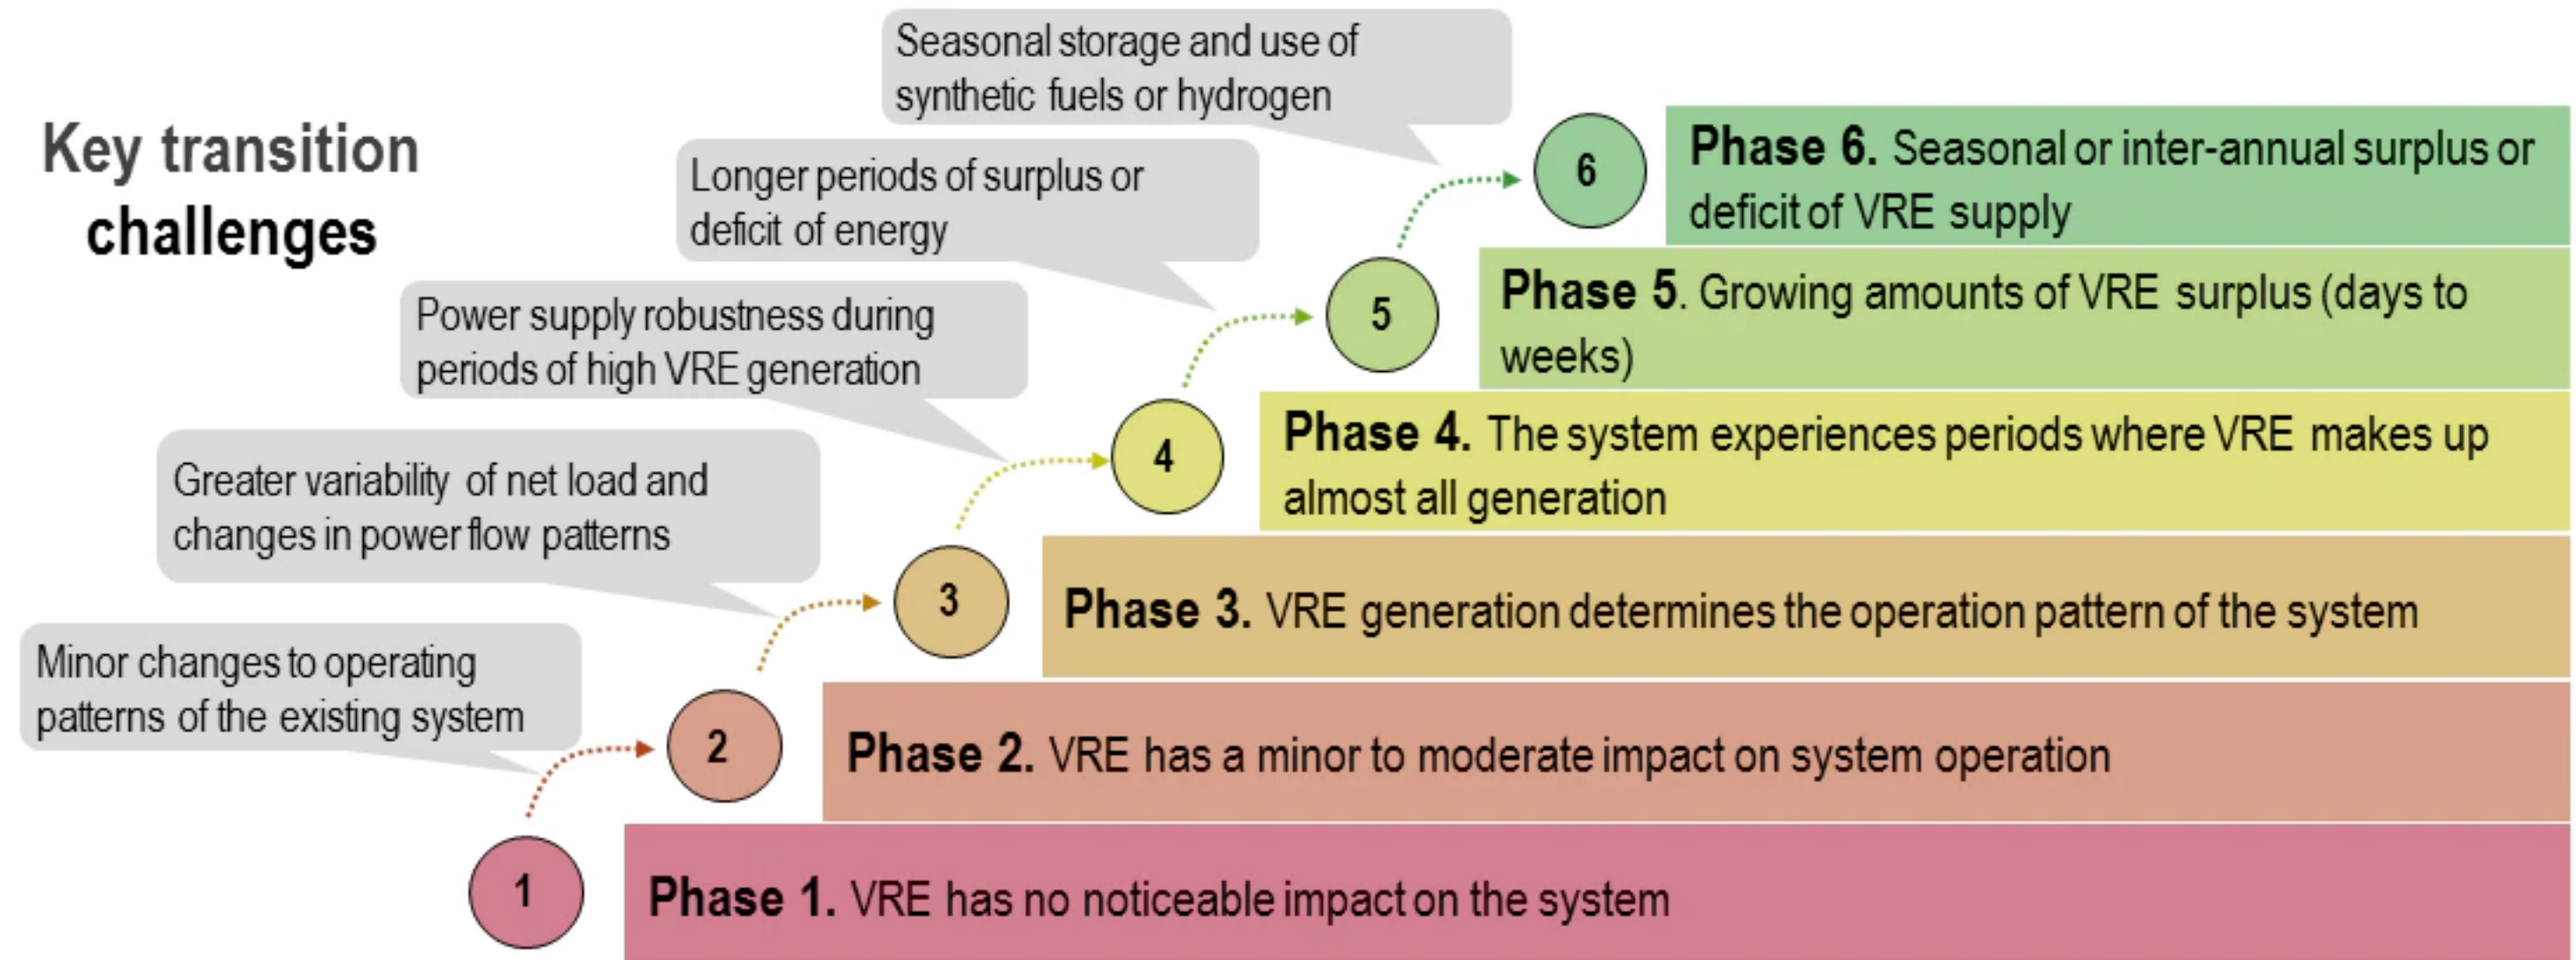 Key transition
challenges
Seasonal storage and use of
synthetic fuels or hydrogen
6
Phase 6. Seasonal or inter-annual surplus or
deficit of VRE supply
Longer periods of surplus or
deficit of energy
5
Phase 5. Growing amounts of VRE surplus (days to
weeks)
Power supply robustness during
periods of high VRE generation
4
Phase 4. The system experiences periods where VRE makes up
almost all generation
Greater variability of net load and
changes in power flow patterns
3
Phase 3. VRE generation determines the operation pattern of the system
Minor changes to operating
patterns of the existing system
2
Phase 2. VRE has a minor to moderate impact on system operation
1
Phase 1. VRE has no noticeable impact on the system